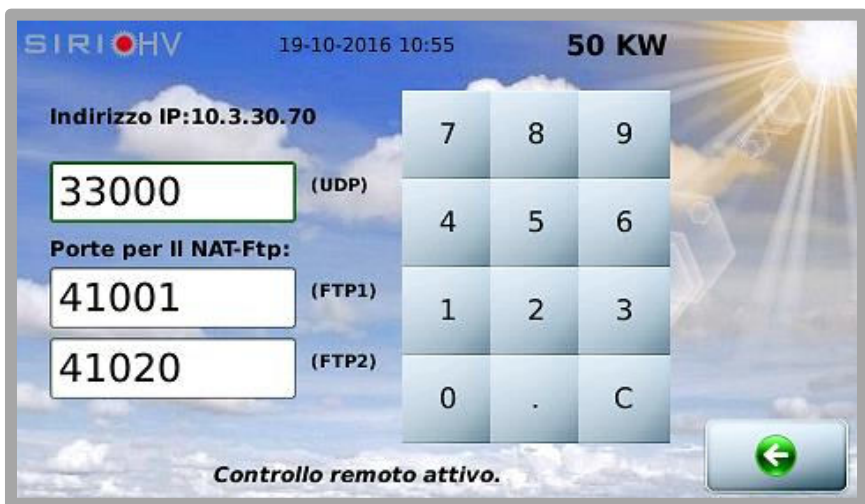 SIRIOHV 19-10-2016 10:55 50 KW
Indirizzo IP:10.3.30.70
33000 (UDP)
Porte per Il NAT-Ftp:
41001 (FTP1)
41020 (FTP2)
7 8 9
4 5 6
1 2 3
0 . C
Controllo remoto attivo.